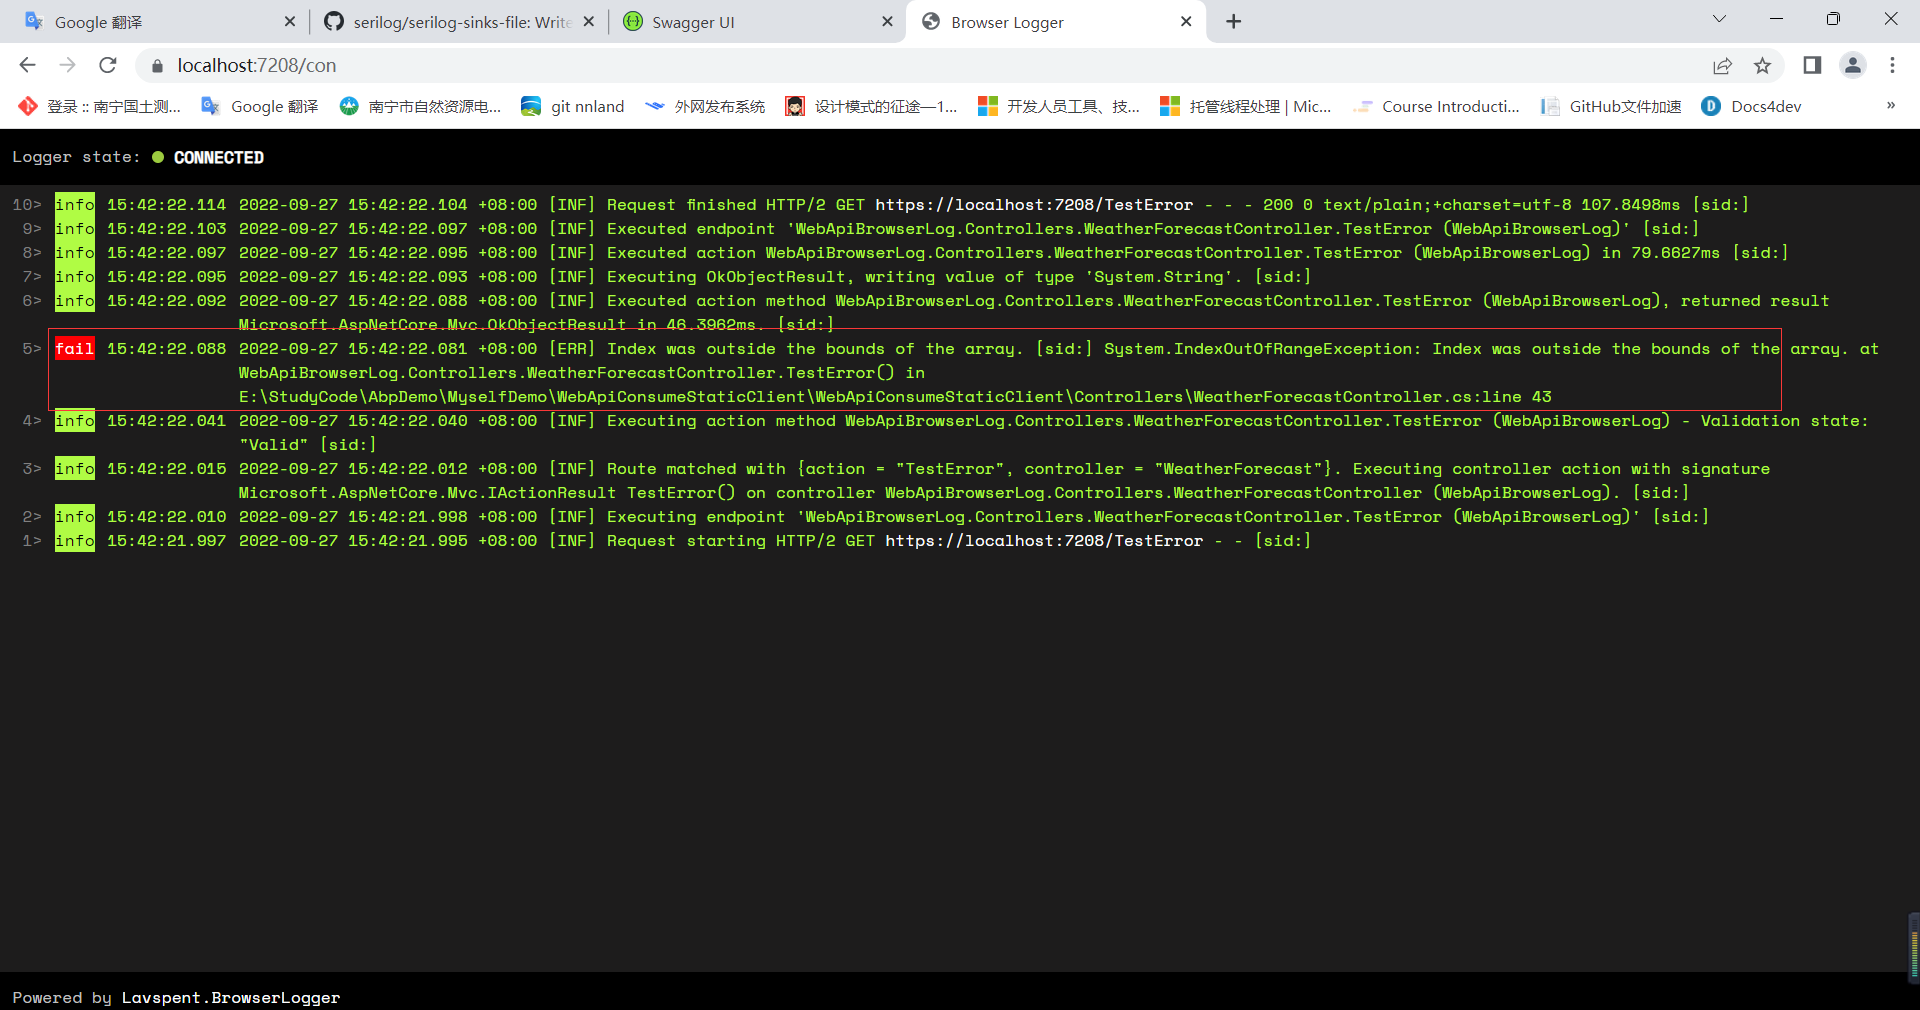 Google 翻译
serilog/serilog-sinks-file: Write
Swagger UI
Browser Logger
localhost:7208/con
登录 :: 南宁国土测...
Google 翻译
南宁市自然资源电...
git nnland
外网发布系统
设计模式的征途—1...
开发人员工具、技...
托管线程处理 | Mic...
Course Introducti...
GitHub文件加速
Docs4dev
»
Logger state: CONNECTED
10> info 15:42:22.114 2022-09-27 15:42:22.104 +08:00 [INF] Request finished HTTP/2 GET https://localhost:7208/TestError - - - 200 0 text/plain;+charset=utf-8 107.8498ms [sid:]
9> info 15:42:22.103 2022-09-27 15:42:22.097 +08:00 [INF] Executed endpoint 'WebApiBrowserLog.Controllers.WeatherForecastController.TestError (WebApiBrowserLog)' [sid:]
8> info 15:42:22.097 2022-09-27 15:42:22.095 +08:00 [INF] Executed action WebApiBrowserLog.Controllers.WeatherForecastController.TestError (WebApiBrowserLog) in 79.6627ms [sid:]
7> info 15:42:22.095 2022-09-27 15:42:22.093 +08:00 [INF] Executing OkObjectResult, writing value of type 'System.String'. [sid:]
6> info 15:42:22.092 2022-09-27 15:42:22.088 +08:00 [INF] Executed action method WebApiBrowserLog.Controllers.WeatherForecastController.TestError (WebApiBrowserLog), returned result
Microsoft.AspNetCore.Mvc.OkObjectResult in 46.3962ms. [sid:]
5> fail 15:42:22.088 2022-09-27 15:42:22.081 +08:00 [ERR] Index was outside the bounds of the array. [sid:] System.IndexOutOfRangeException: Index was outside the bounds of the array. at
WebApiBrowserLog.Controllers.WeatherForecastController.TestError() in
E:\StudyCode\AbpDemo\MyselfDemo\WebApiConsumeStaticClient\WebApiConsumeStaticClient\Controllers\WeatherForecastController.cs:line 43
4> info 15:42:22.041 2022-09-27 15:42:22.040 +08:00 [INF] Executing action method WebApiBrowserLog.Controllers.WeatherForecastController.TestError (WebApiBrowserLog) - Validation state:
"Valid" [sid:]
3> info 15:42:22.015 2022-09-27 15:42:22.012 +08:00 [INF] Route matched with {action = "TestError", controller = "WeatherForecast"}. Executing controller action with signature
Microsoft.AspNetCore.Mvc.IActionResult TestError() on controller WebApiBrowserLog.Controllers.WeatherForecastController (WebApiBrowserLog). [sid:]
2> info 15:42:22.010 2022-09-27 15:42:21.998 +08:00 [INF] Executing endpoint 'WebApiBrowserLog.Controllers.WeatherForecastController.TestError (WebApiBrowserLog)' [sid:]
1> info 15:42:21.997 2022-09-27 15:42:21.995 +08:00 [INF] Request starting HTTP/2 GET https://localhost:7208/TestError - - [sid:]
Powered by Lavspent.BrowserLogger